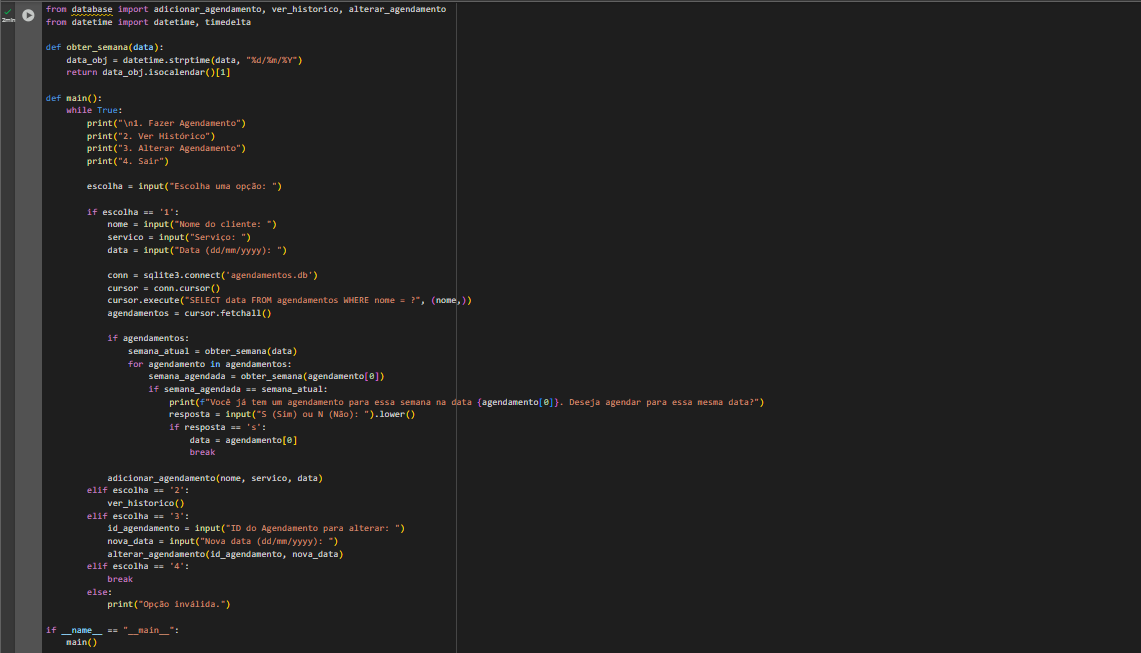 2min
from database import adicionar_agendamento, ver_historico, alterar_agendamento
from datetime import datetime, timedelta
def obter_semana(data):
data_obj = datetime.strptime(data, "%d/%m/%Y")
return data_obj.isocalendar()[1]
def main():
while True:
print("\n1. Fazer Agendamento")
print("2. Ver Histórico")
print("3. Alterar Agendamento")
print("4. Sair")
escolha = input("Escolha uma opção: ")
if escolha == '1':
nome = input("Nome do cliente: ")
servico = input("Serviço: ")
data = input("Data (dd/mm/yyyy): ")
conn = sqlite3.connect('agendamentos.db')
cursor = conn.cursor()
cursor.execute("SELECT data FROM agendamentos WHERE nome = ?", (nome,))
agendamentos = cursor.fetchall()
if agendamentos:
semana_atual = obter_semana(data)
for agendamento in agendamentos:
semana_agendada = obter_semana(agendamento[0])
if semana_agendada == semana_atual:
print(f"Você já tem um agendamento para essa semana na data {agendamento[0]}. Deseja agendar para essa mesma data?")
resposta = input("S (Sim) ou N (Não): ").lower()
if resposta == 's':
data = agendamento[0]
break
adicionar_agendamento(nome, servico, data)
elif escolha == '2':
ver_historico()
elif escolha == '3':
id_agendamento = input("ID do Agendamento para alterar: ")
nova_data = input("Nova data (dd/mm/yyyy): ")
alterar_agendamento(id_agendamento, nova_data)
elif escolha == '4':
break
else:
print("Opção inválida.")
if __name__ == "__main__":
main()